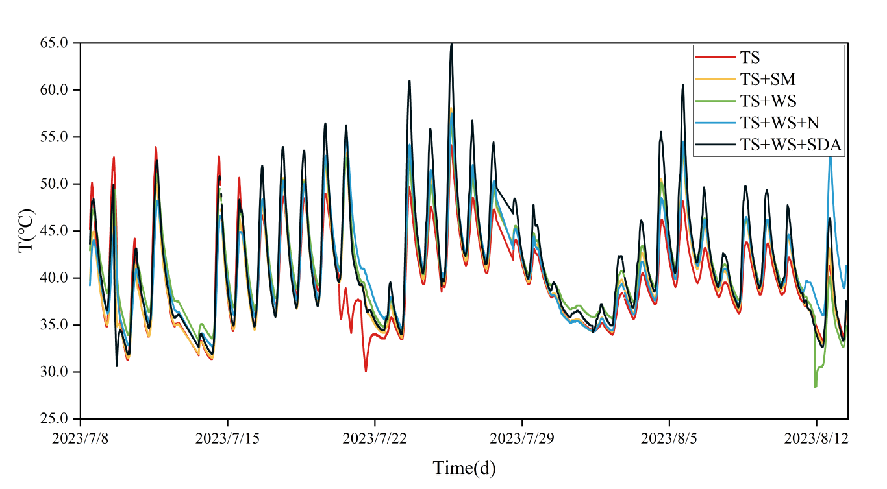 65.0
60.0
55.0
50.0
45.0
40.0
35.0
30.0
25.0
T(℃)
TS
TS+SM
TS+WS
TS+WS+N
TS+WS+SDA
2023/7/8 2023/7/15 2023/7/22 2023/7/29 2023/8/5 2023/8/12
Time(d)